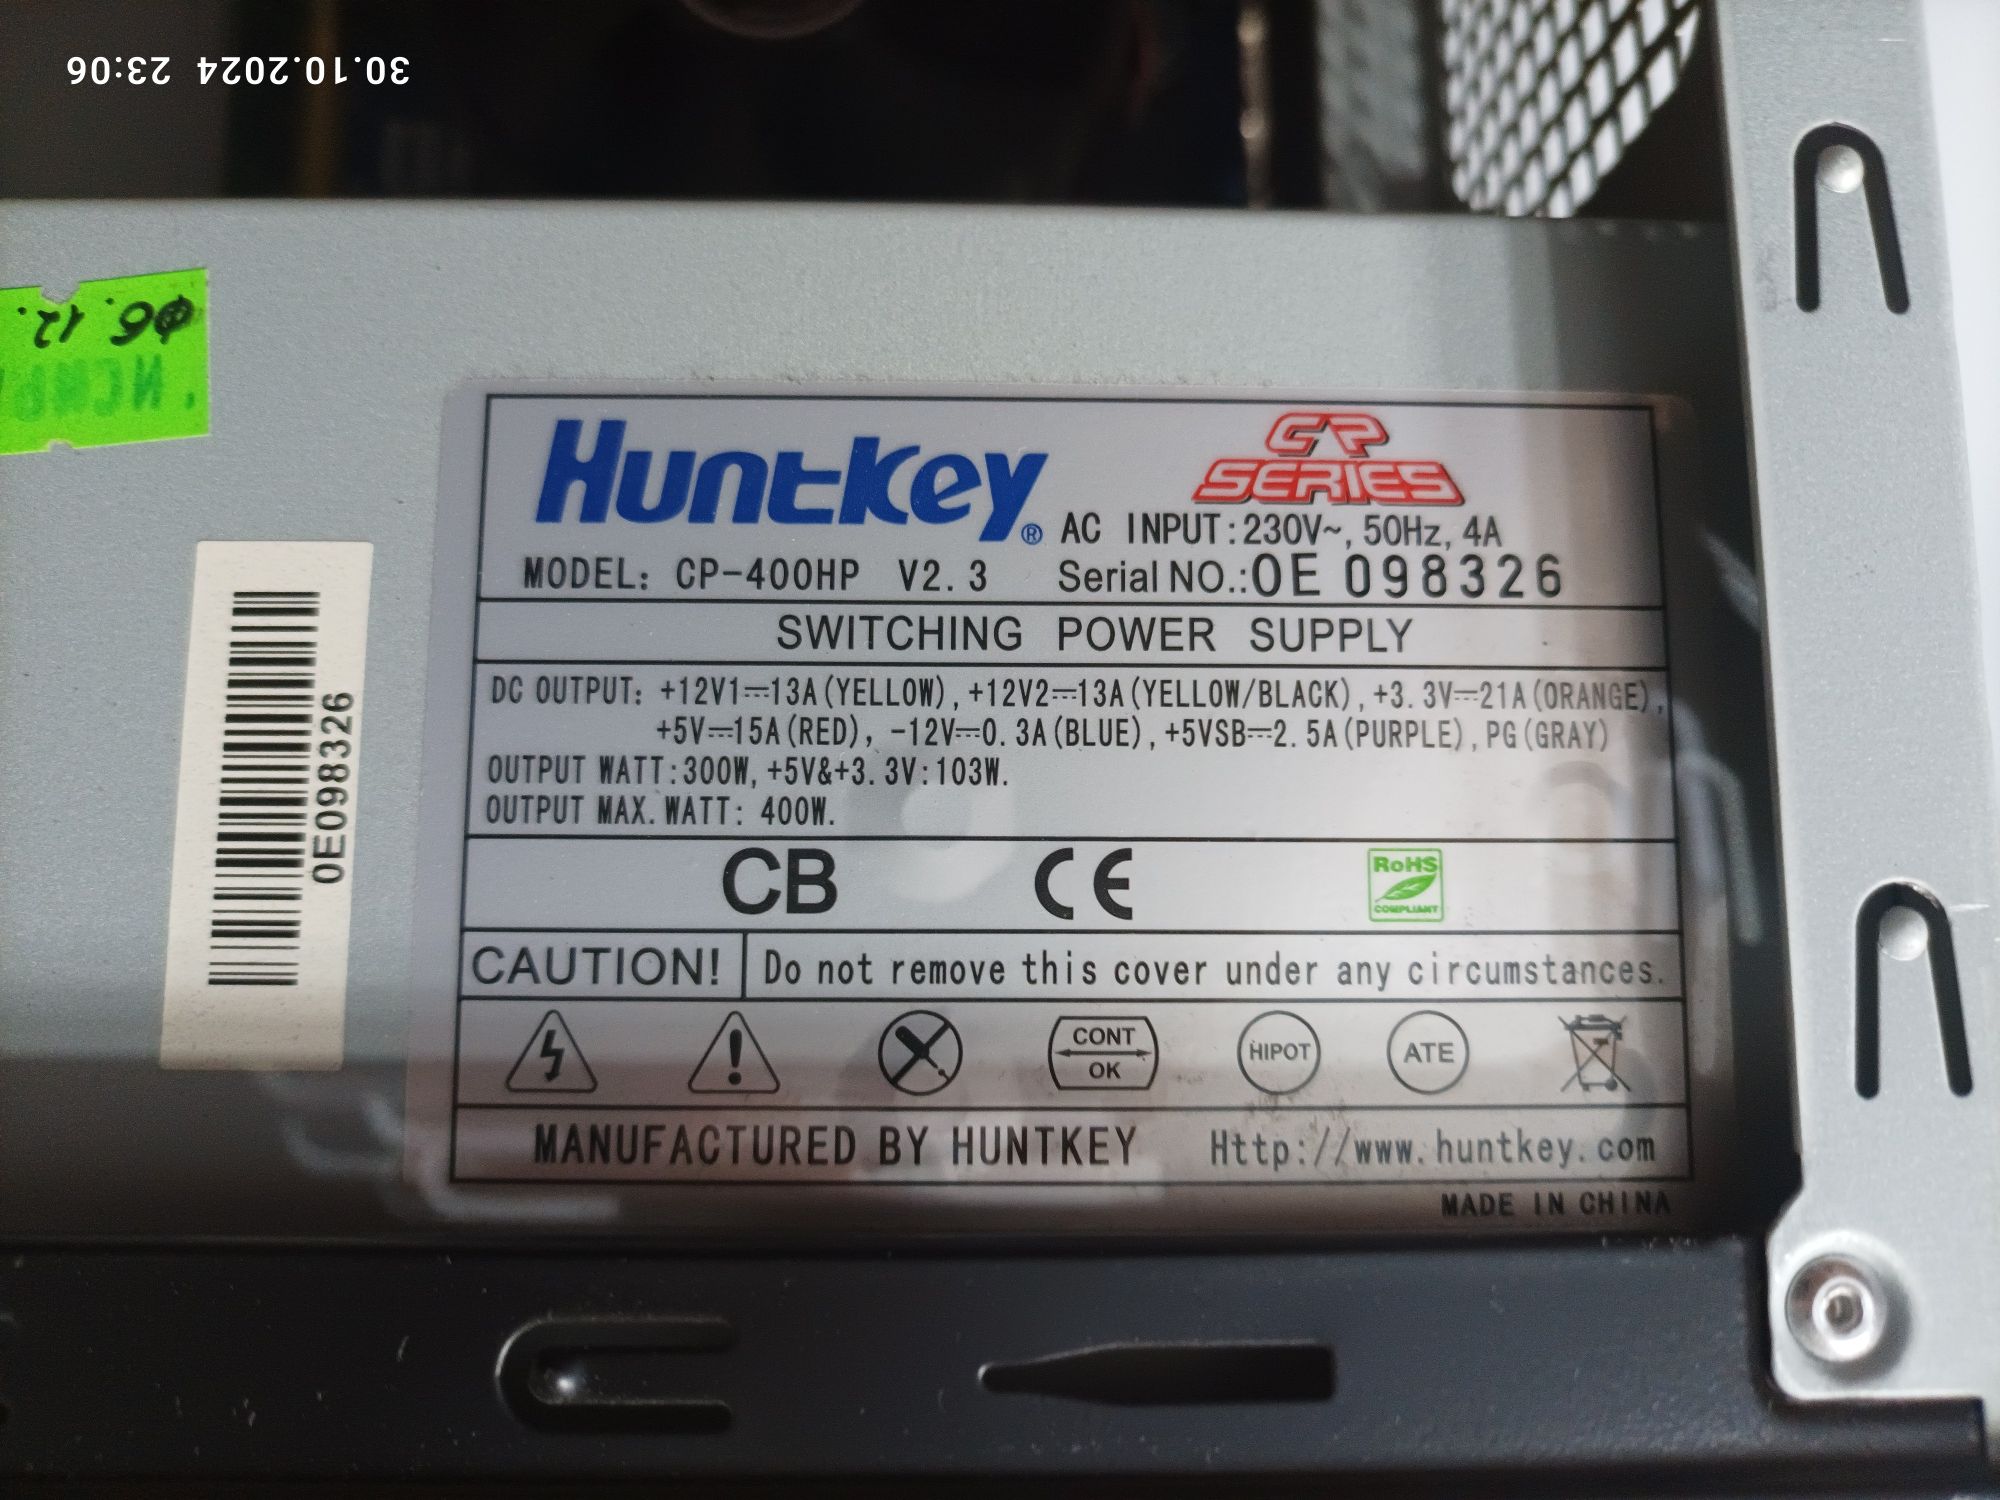 30.10.2024 23:06
06.12.
Huntkey®
CP
SERIES
AC INPUT:230V~, 50Hz, 4A
MODEL: CP-400HP V2.3
Serial NO.:0E 098326
SWITCHING POWER SUPPLY
DC OUTPUT: +12V1⎓13A(YELLOW), +12V2⎓13A(YELLOW/BLACK), +3.3V⎓21A(ORANGE),
+5V⎓15A(RED), -12V⎓0.3A(BLUE), +5VSB⎓2.5A(PURPLE), PG(GRAY)
OUTPUT WATT:300W, +5V&+3.3V:103W.
OUTPUT MAX.WATT: 400W.
CB
CE
RoHS
COMPLIANT
CAUTION!
Do not remove this cover under any circumstances.
CONT
OK
HIPOT
ATE
MANUFACTURED BY HUNTKEY
Http://www.huntkey.com
MADE IN CHINA
0E098326